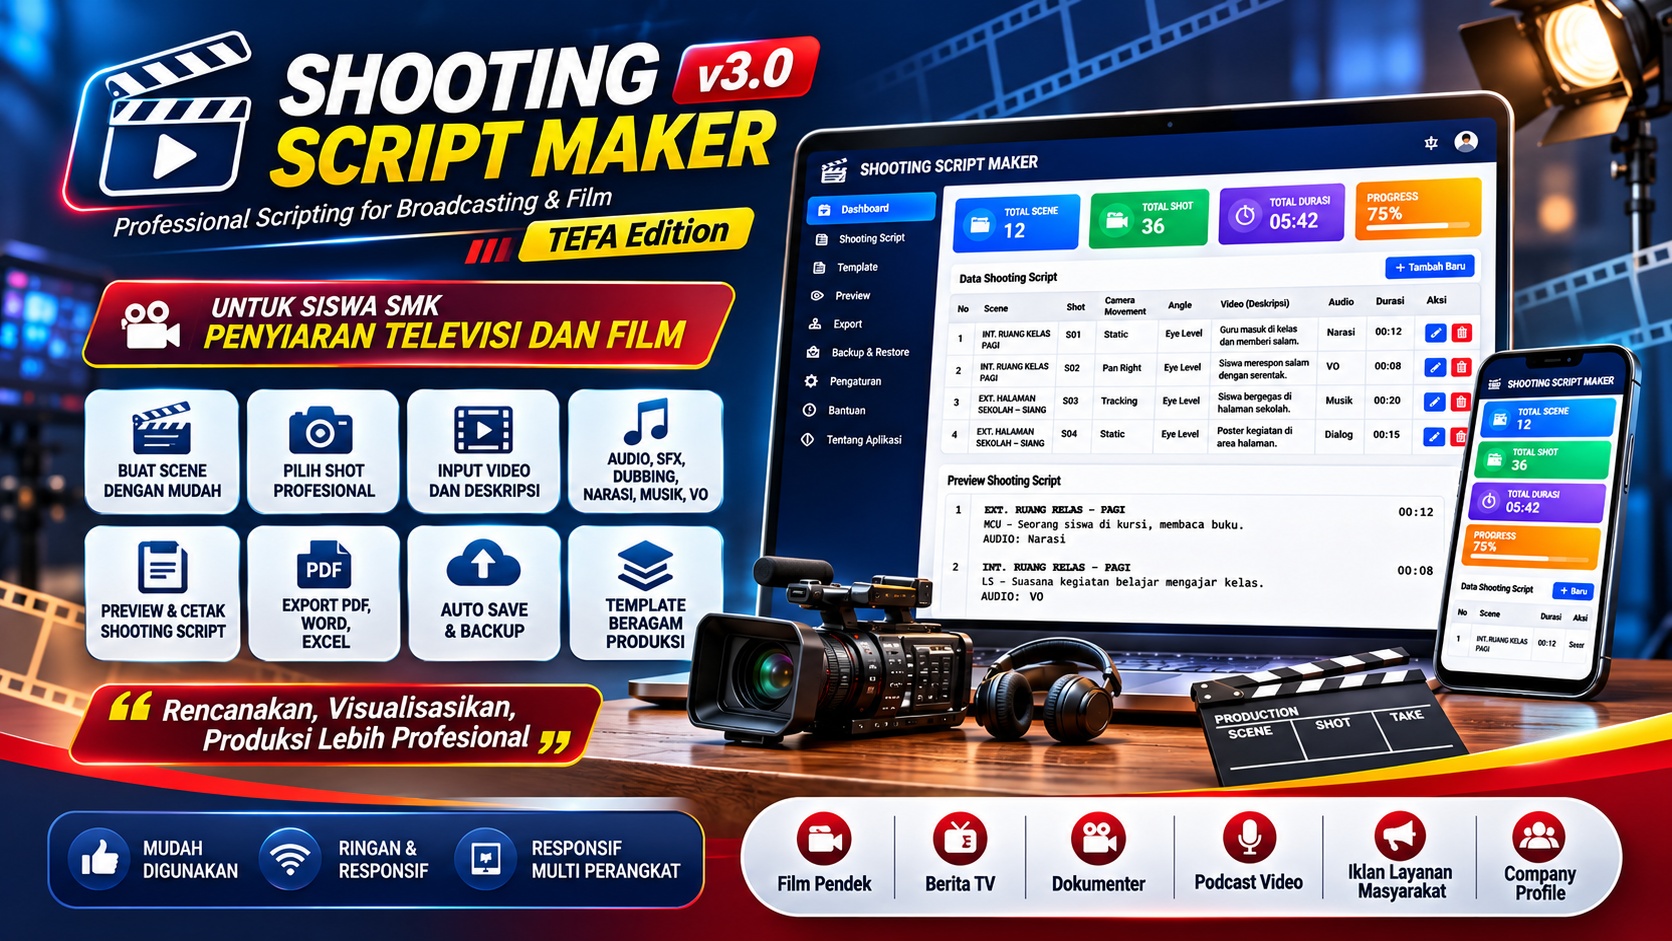 SHOOTING
SCRIPT MAKER
v3.0
Professional Scripting for Broadcasting & Film
TEFA Edition
UNTUK SISWA SMK
PENYIARAN TELEVISI DAN FILM
BUAT SCENE
DENGAN MUDAH
PILIH SHOT
PROFESIONAL
INPUT VIDEO
DAN DESKRIPSI
AUDIO, SFX,
DUBBING,
NARASI, MUSIK, VO
PREVIEW & CETAK
SHOOTING SCRIPT
PDF
EXPORT PDF,
WORD,
EXCEL
AUTO SAVE
& BACKUP
TEMPLATE
BERAGAM
PRODUKSI
“ Rencanakan, Visualisasikan,
Produksi Lebih Profesional ”
MUDAH
DIGUNAKAN
RINGAN &
RESPONSIF
RESPONSIF
MULTI PERANGKAT
SHOOTING SCRIPT MAKER
Dashboard
Shooting Script
Template
Preview
Export
Backup & Restore
Pengaturan
Bantuan
Tentang Aplikasi
TOTAL SCENE
12
TOTAL SHOT
36
TOTAL DURASI
05:42
PROGRESS
75%
Data Shooting Script
+ Tambah Baru
No Scene Shot Camera Movement Angle Video (Deskripsi) Audio Durasi Aksi
1 INT. RUANG KELAS PAGI S01 Static Eye Level Guru masuk di kelas dan memberi salam. Narasi 00:12
2 INT. RUANG KELAS PAGI S02 Pan Right Eye Level Siswa merespon salam dengan serentak. VO 00:08
3 EXT. HALAMAN SEKOLAH – SIANG S03 Tracking Eye Level Siswa bergegas di halaman sekolah. Musik 00:20
4 EXT. HALAMAN SEKOLAH – SIANG S04 Static Eye Level Poster kegiatan di area halaman. Dialog 00:15
Preview Shooting Script
1 EXT. RUANG RELAS - PAGI 00:12
MCU – Seorang siswa di kursi, membaca buku.
AUDIO: Narasi
2 INT. RUANG RELAS - PAGI 00:08
LS – Suasana kegiatan belajar mengajar kelas.
AUDIO: VO
SHOOTING SCRIPT MAKER
TOTAL SCENE
12
TOTAL SHOT
36
TOTAL DURASI
05:42
PROGRESS
75%
Data Shooting Script
+ Baru
No Scene Durasi Aksi
1 INT. RUANG KELAS PAGI 00:12
PRODUCTION
SCENE SHOT TAKE
Film Pendek
Berita TV
Dokumenter
Podcast Video
Iklan Layanan
Masyarakat
Company
Profile